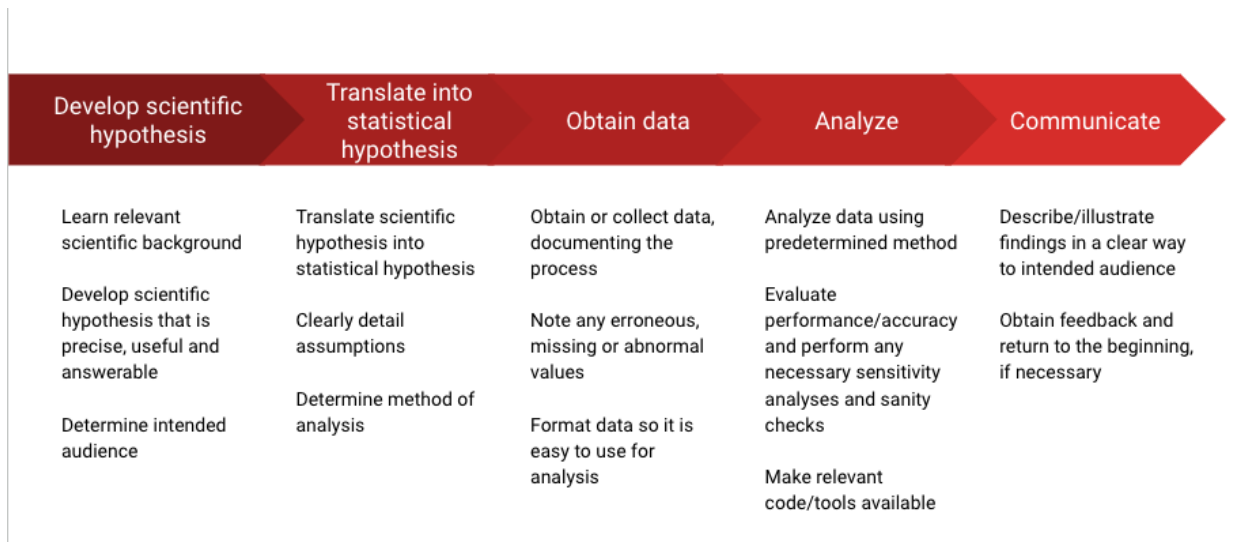 Develop scientific
hypothesis
Translate into
statistical
hypothesis
Obtain data
Analyze
Communicate
Learn relevant
scientific background
Develop scientific
hypothesis that is
precise, useful and
answerable
Determine intended
audience
Translate scientific
hypothesis into
statistical hypothesis
Clearly detail
assumptions
Determine method of
analysis
Obtain or collect data,
documenting the
process
Note any erroneous,
missing or abnormal
values
Format data so it is
easy to use for
analysis
Analyze data using
predetermined method
Evaluate
performance/accuracy
and perform any
necessary sensitivity
analyses and sanity
checks
Make relevant
code/tools available
Describe/illustrate
findings in a clear way
to intended audience
Obtain feedback and
return to the beginning,
if necessary